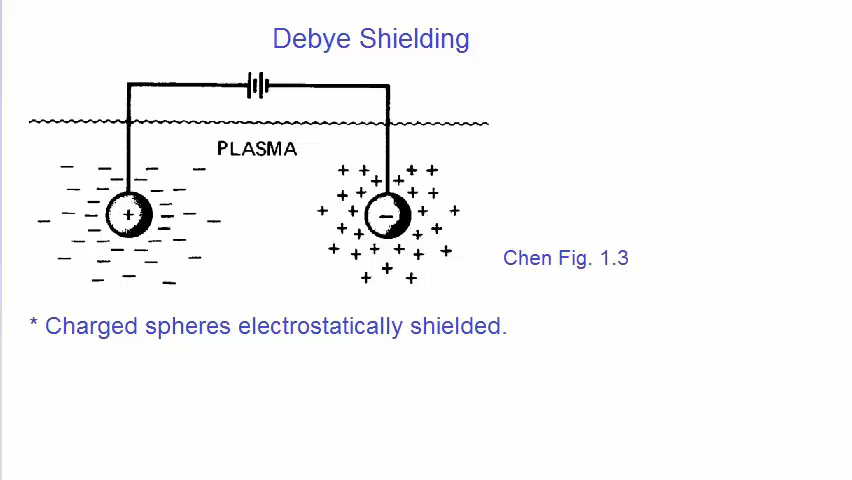 Debye Shielding
PLASMA
Chen Fig. 1.3
* Charged spheres electrostatically shielded.